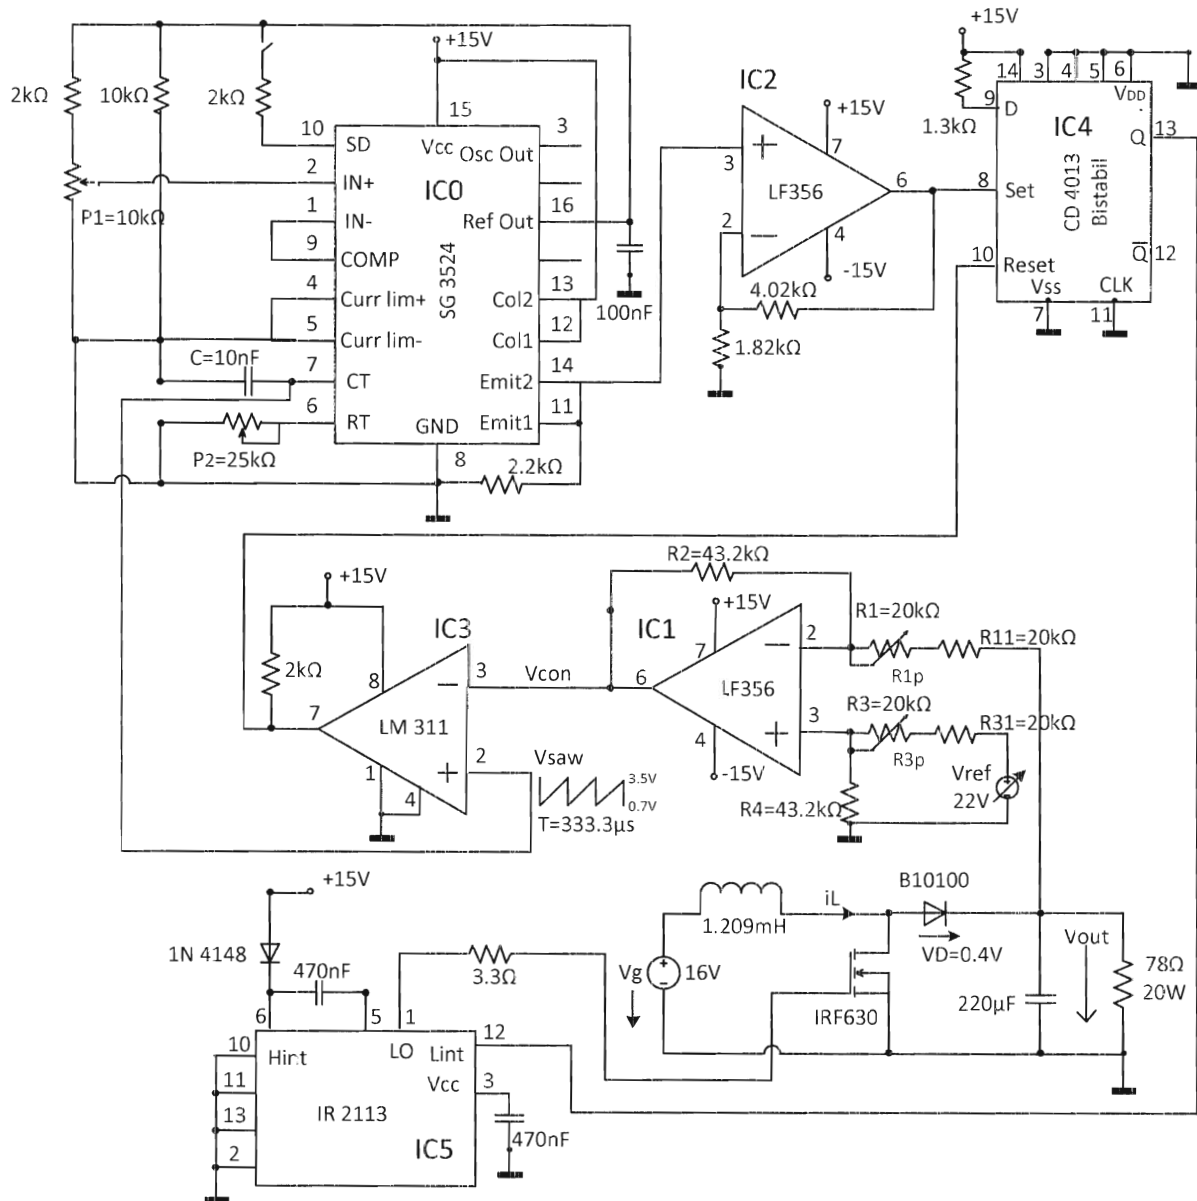 2kΩ
10kΩ
2kΩ
P1=10kΩ
+15V
15
Vcc
10
SD
2
IN+
1
IN-
9
COMP
4
Curr lim+
5
Curr lim-
C=10nF
7
CT
6
RT
P2=25kΩ
IC0
SG 3524
3
Osc Out
16
Ref Out
13
Col2
12
Col1
14
Emit2
11
Emit1
GND
8
2.2kΩ
100nF
IC2
+15V
7
3
+
LF356
6
2
−
4
-15V
4.02kΩ
1.82kΩ
+15V
14
3
4
5
6
VDD
9
D
1.3kΩ
IC4
CD 4013
Bistabil
Q
13
8
Set
10
Reset
Q
12
Vss
CLK
7
11
R2=43.2kΩ
+15V
IC3
2kΩ
8
3
−
7
LM 311
1
4
+
2
Vcon
Vsaw
3.5V
0.7V
T=333.3µs
IC1
+15V
7
2
−
6
LF356
3
+
4
-15V
R1=20kΩ
R11=20kΩ
R1p
R3=20kΩ
R31=20kΩ
R3p
Vref
22V
R4=43.2kΩ
+15V
1N 4148
470nF
6
5
1
10
Hint
LO
Lint
12
Vcc
3
11
13
2
IR 2113
IC5
470nF
3.3Ω
Vg
+
−
16V
1.209mH
iL
B10100
VD=0.4V
IRF630
220µF
Vout
78Ω
20W